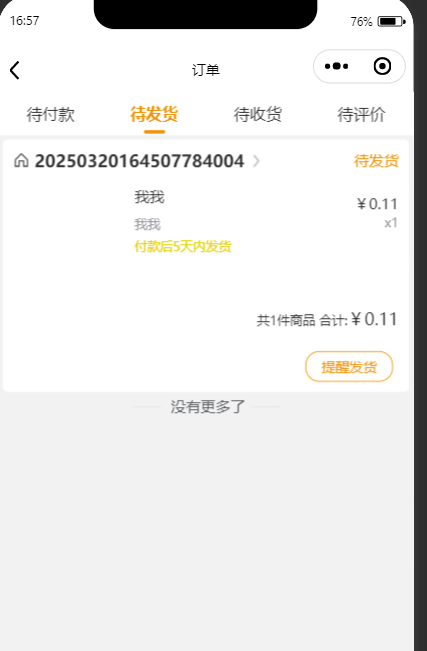 16:57
76%
订单
待付款 待发货 待收货 待评价
20250320164507784004 待发货
我我
¥0.11
我我
x1
付款后5天内发货
共1件商品 合计:¥0.11
提醒发货
没有更多了